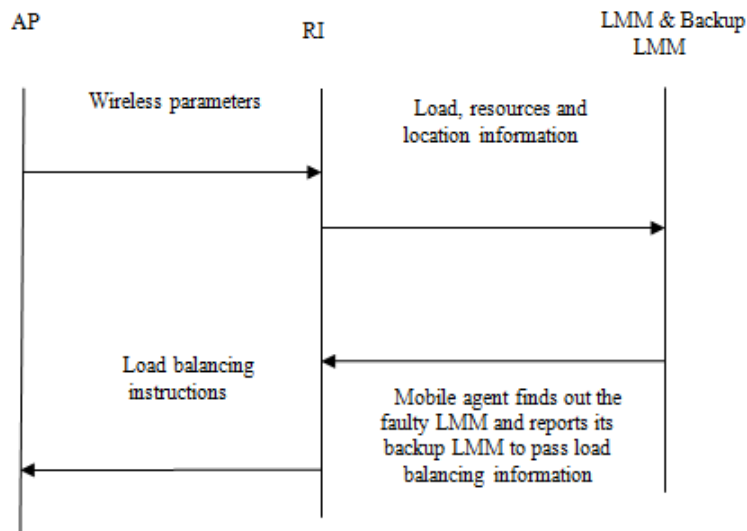 AP
RI
LMM & Backup
LMM
Wireless parameters
Load, resources and
location information
Load balancing
instructions
Mobile agent finds out the
faulty LMM and reports its
backup LMM to pass load
balancing information